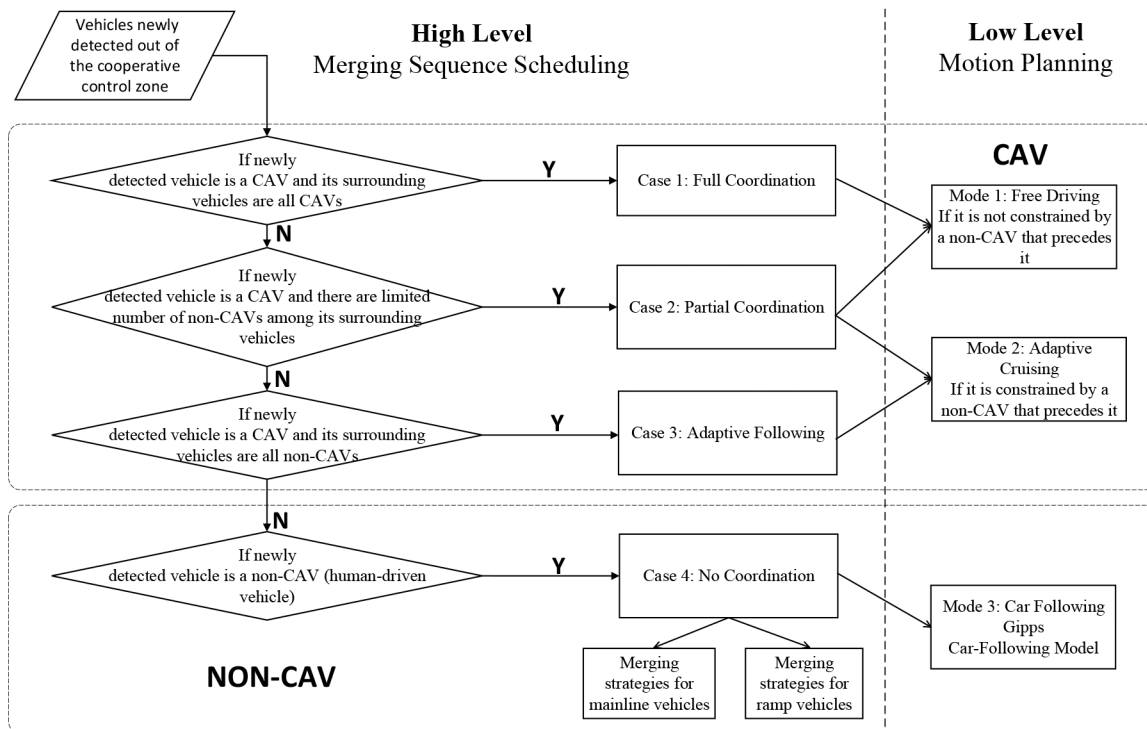 Vehicles newly
detected out of
the cooperative
control zone
High Level
Merging Sequence Scheduling
Low Level
Motion Planning
CAV
If newly
detected vehicle is a CAV and its surrounding
vehicles are all CAVs
Y
Case 1: Full Coordination
Mode 1: Free Driving
If it is not constrained by
a non-CAV that precedes
it
N
If newly
detected vehicle is a CAV and there are limited
number of non-CAVs among its surrounding
vehicles
Y
Case 2: Partial Coordination
Mode 2: Adaptive
Cruising
If it is constrained by a
non-CAV that precedes it
N
If newly
detected vehicle is a CAV and its surrounding
vehicles are all non-CAVs
Y
Case 3: Adaptive Following
N
If newly
detected vehicle is a non-CAV (human-driven
vehicle)
Y
Case 4: No Coordination
Mode 3: Car Following
Gipps
Car-Following Model
NON-CAV
Merging
strategies for
mainline vehicles
Merging
strategies for
ramp vehicles